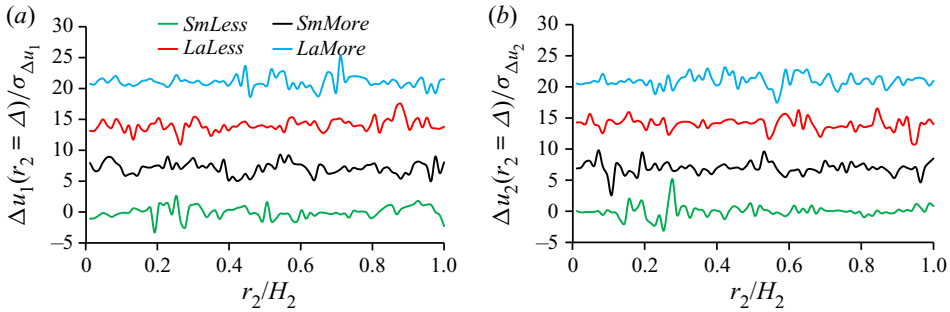 (a)
SmLess SmMore
LaLess LaMore
30
25
20
15
10
5
0
–5
Δu1(r2 = Δ)/σΔu1
0 0.2 0.4 0.6 0.8 1.0
r2/H2
(b)
30
25
20
15
10
5
0
–5
Δu2(r2 = Δ)/σΔu2
0 0.2 0.4 0.6 0.8 1.0
r2/H2